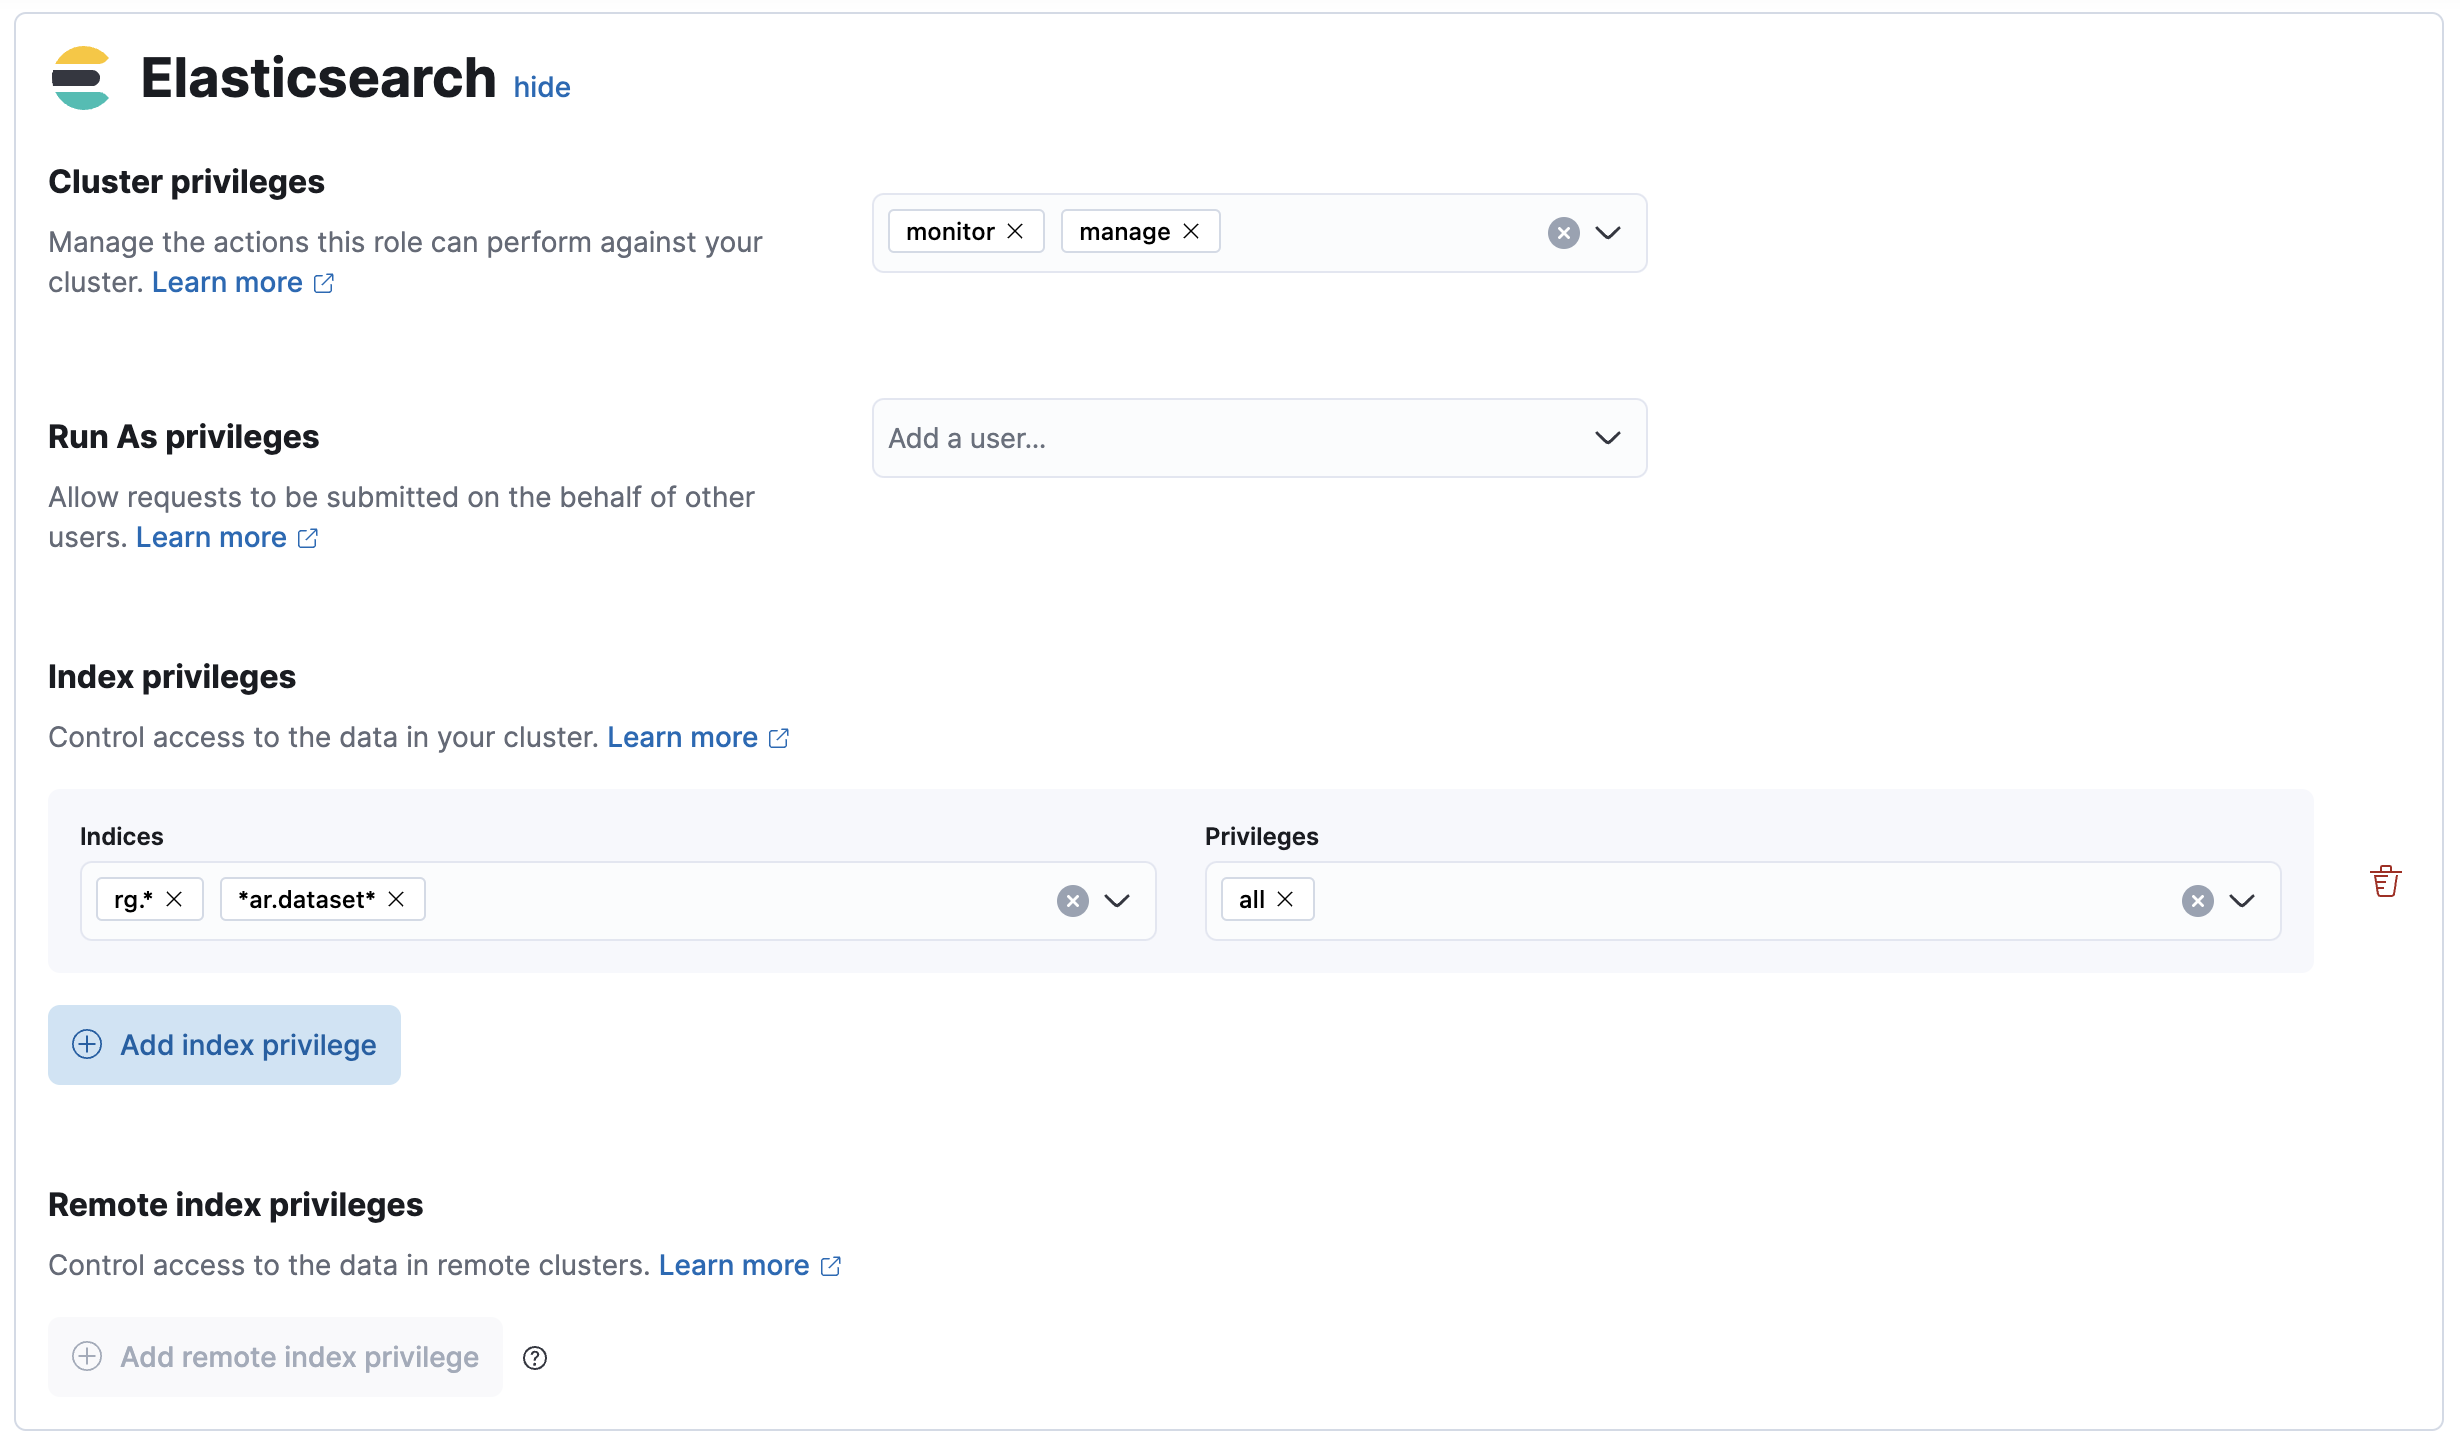 Elasticsearch hide
Cluster privileges
Manage the actions this role can perform against your
cluster. Learn more
monitor manage
Run As privileges
Allow requests to be submitted on the behalf of other
users. Learn more
Add a user...
Index privileges
Control access to the data in your cluster. Learn more
Indices
rg.* *ar.dataset*
Privileges
all
Add index privilege
Remote index privileges
Control access to the data in remote clusters. Learn more
Add remote index privilege